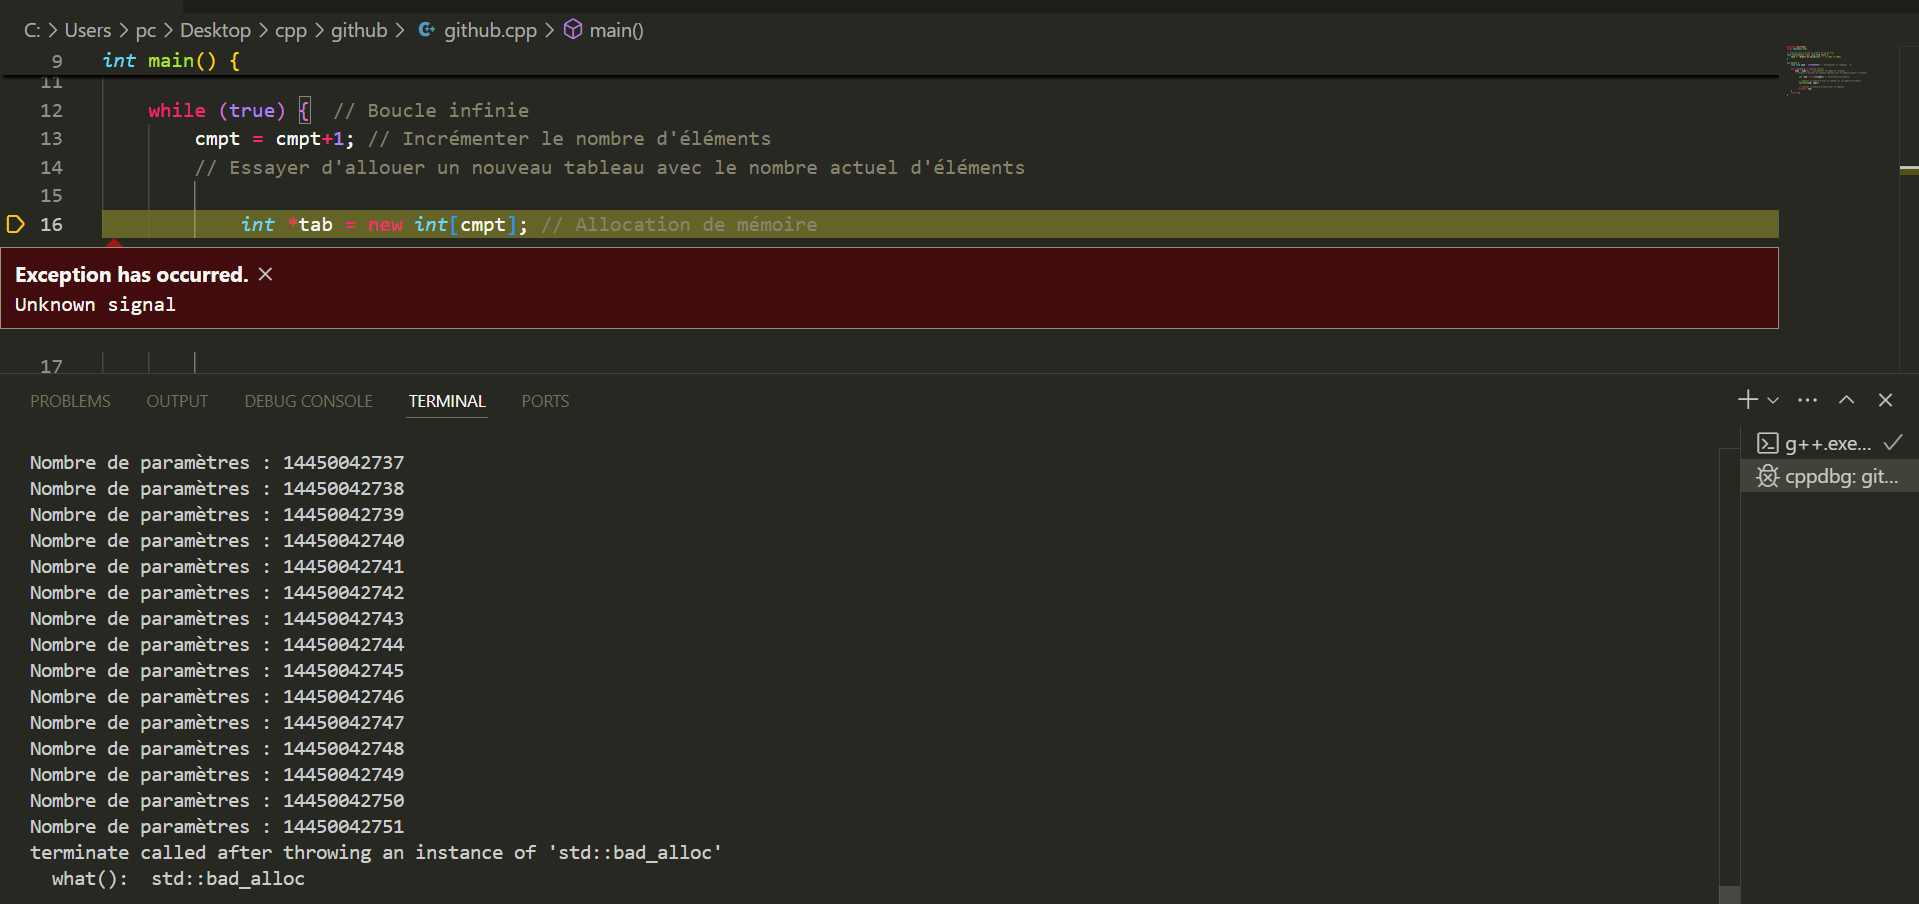 C: > Users > pc > Desktop > cpp > github > github.cpp > main()
9 int main() {
11
12 while (true) { // Boucle infinie
13 cmpt = cmpt+1; // Incrémenter le nombre d'éléments
14 // Essayer d'allouer un nouveau tableau avec le nombre actuel d'éléments
15
16 int *tab = new int[cmpt]; // Allocation de mémoire
Exception has occurred. ×
Unknown signal
17
PROBLEMS OUTPUT DEBUG CONSOLE TERMINAL PORTS
g++.exe...
cppdbg: git...
Nombre de paramètres : 14450042737
Nombre de paramètres : 14450042738
Nombre de paramètres : 14450042739
Nombre de paramètres : 14450042740
Nombre de paramètres : 14450042741
Nombre de paramètres : 14450042742
Nombre de paramètres : 14450042743
Nombre de paramètres : 14450042744
Nombre de paramètres : 14450042745
Nombre de paramètres : 14450042746
Nombre de paramètres : 14450042747
Nombre de paramètres : 14450042748
Nombre de paramètres : 14450042749
Nombre de paramètres : 14450042750
Nombre de paramètres : 14450042751
terminate called after throwing an instance of 'std::bad_alloc'
what(): std::bad_alloc